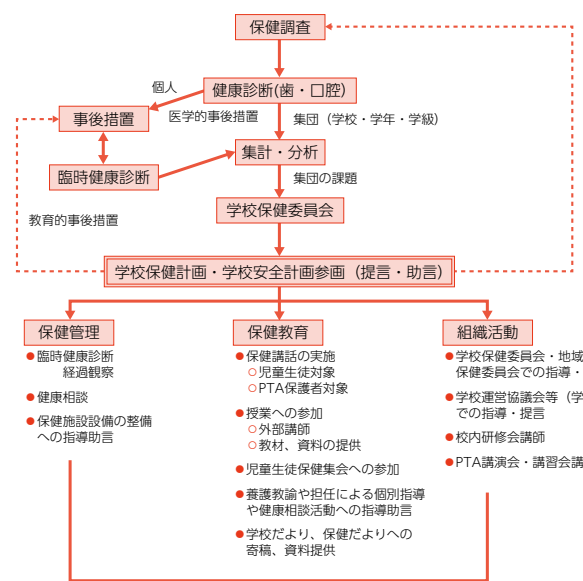 保健調査
個人
健康診断(歯・口腔)
事後措置
医学的事後措置
集団（学校・学年・学級）
集計・分析
臨時健康診断
集団の課題
学校保健委員会
教育的事後措置
学校保健計画・学校安全計画参画（提言・助言）
保健管理
●臨時健康診断
経過観察
●健康相談
●保健施設設備の整備
への指導助言
保健教育
●保健講話の実施
○児童生徒対象
○PTA保護者対象
●授業への参加
○外部講師
○教材、資料の提供
●児童生徒保健集会への参加
●養護教諭や担任による個別指導
や健康相談活動への指導助言
●学校だより、保健だよりへの
寄稿、資料提供
組織活動
●学校保健委員会・地域
保健委員会での指導・
●学校運営協議会等（学
での指導・提言
●校内研修会講師
●PTA講演会・講習会講